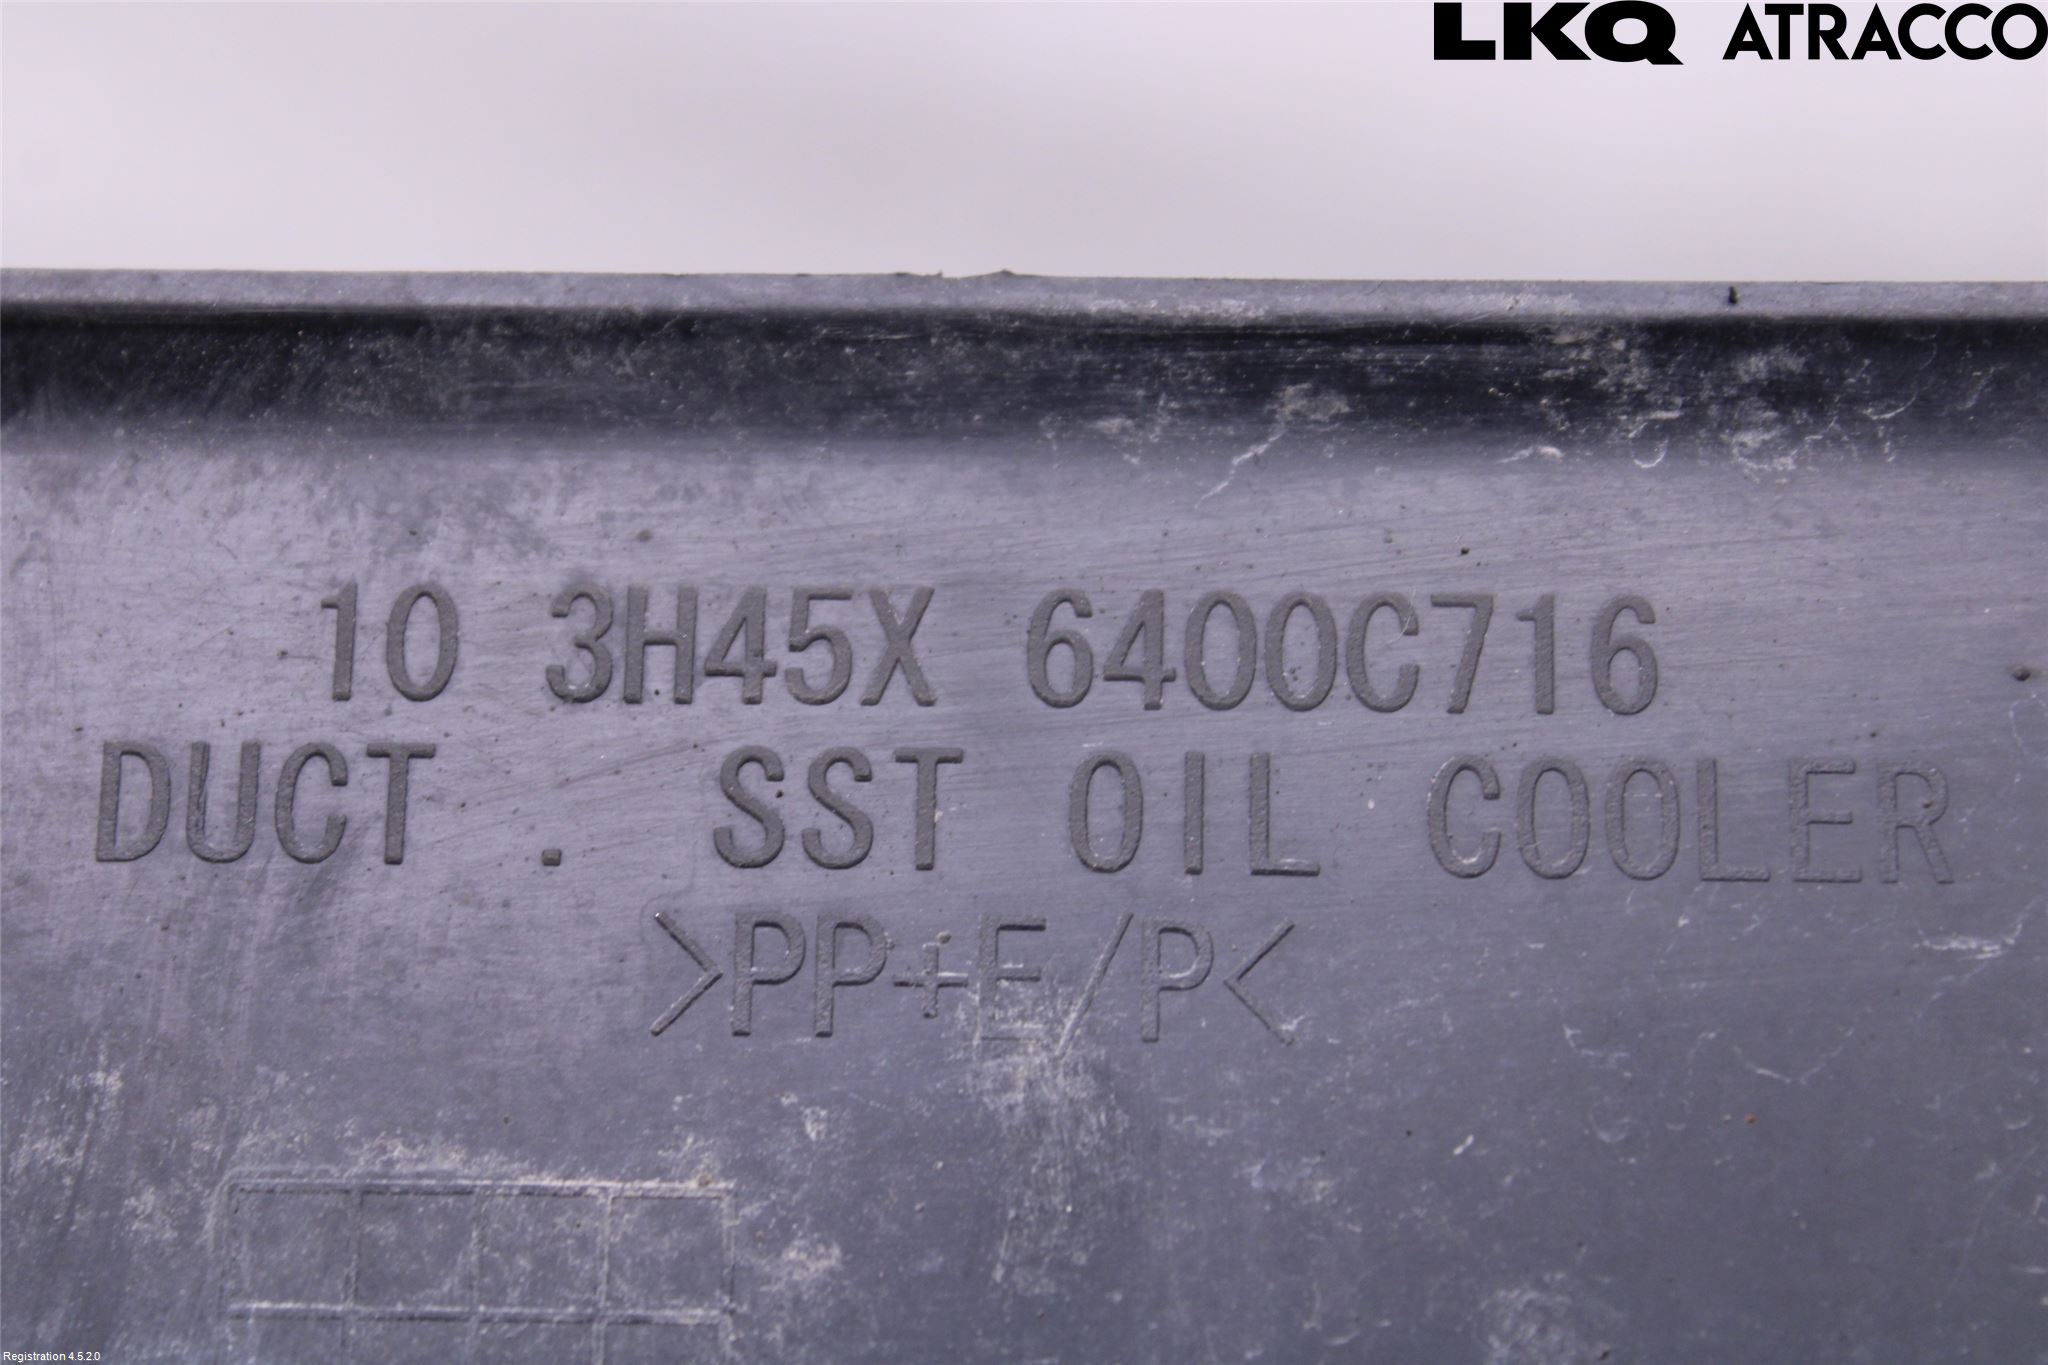 LKQ ATRACCO
10 3H45X 6400C716
DUCT . SST OIL COOLER
>PP+E/P<
Registration 4.5.2.0